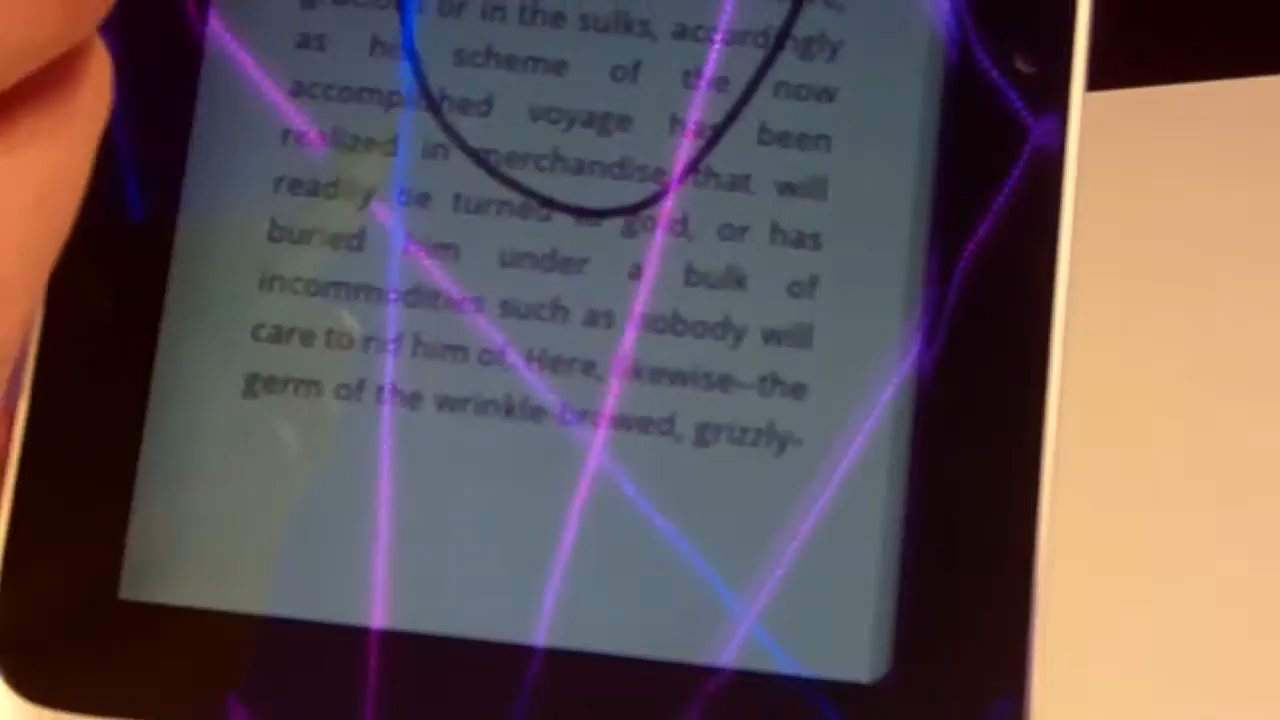 gracious or in the sulks, accordingly
as his scheme of the now
accomplished voyage has been
realized in merchandise that will
readily be turned to gold, or has
buried him under a bulk of
incommodities such as nobody will
care to rid him of. Here, likewise--the
germ of the wrinkle-browed, grizzly-